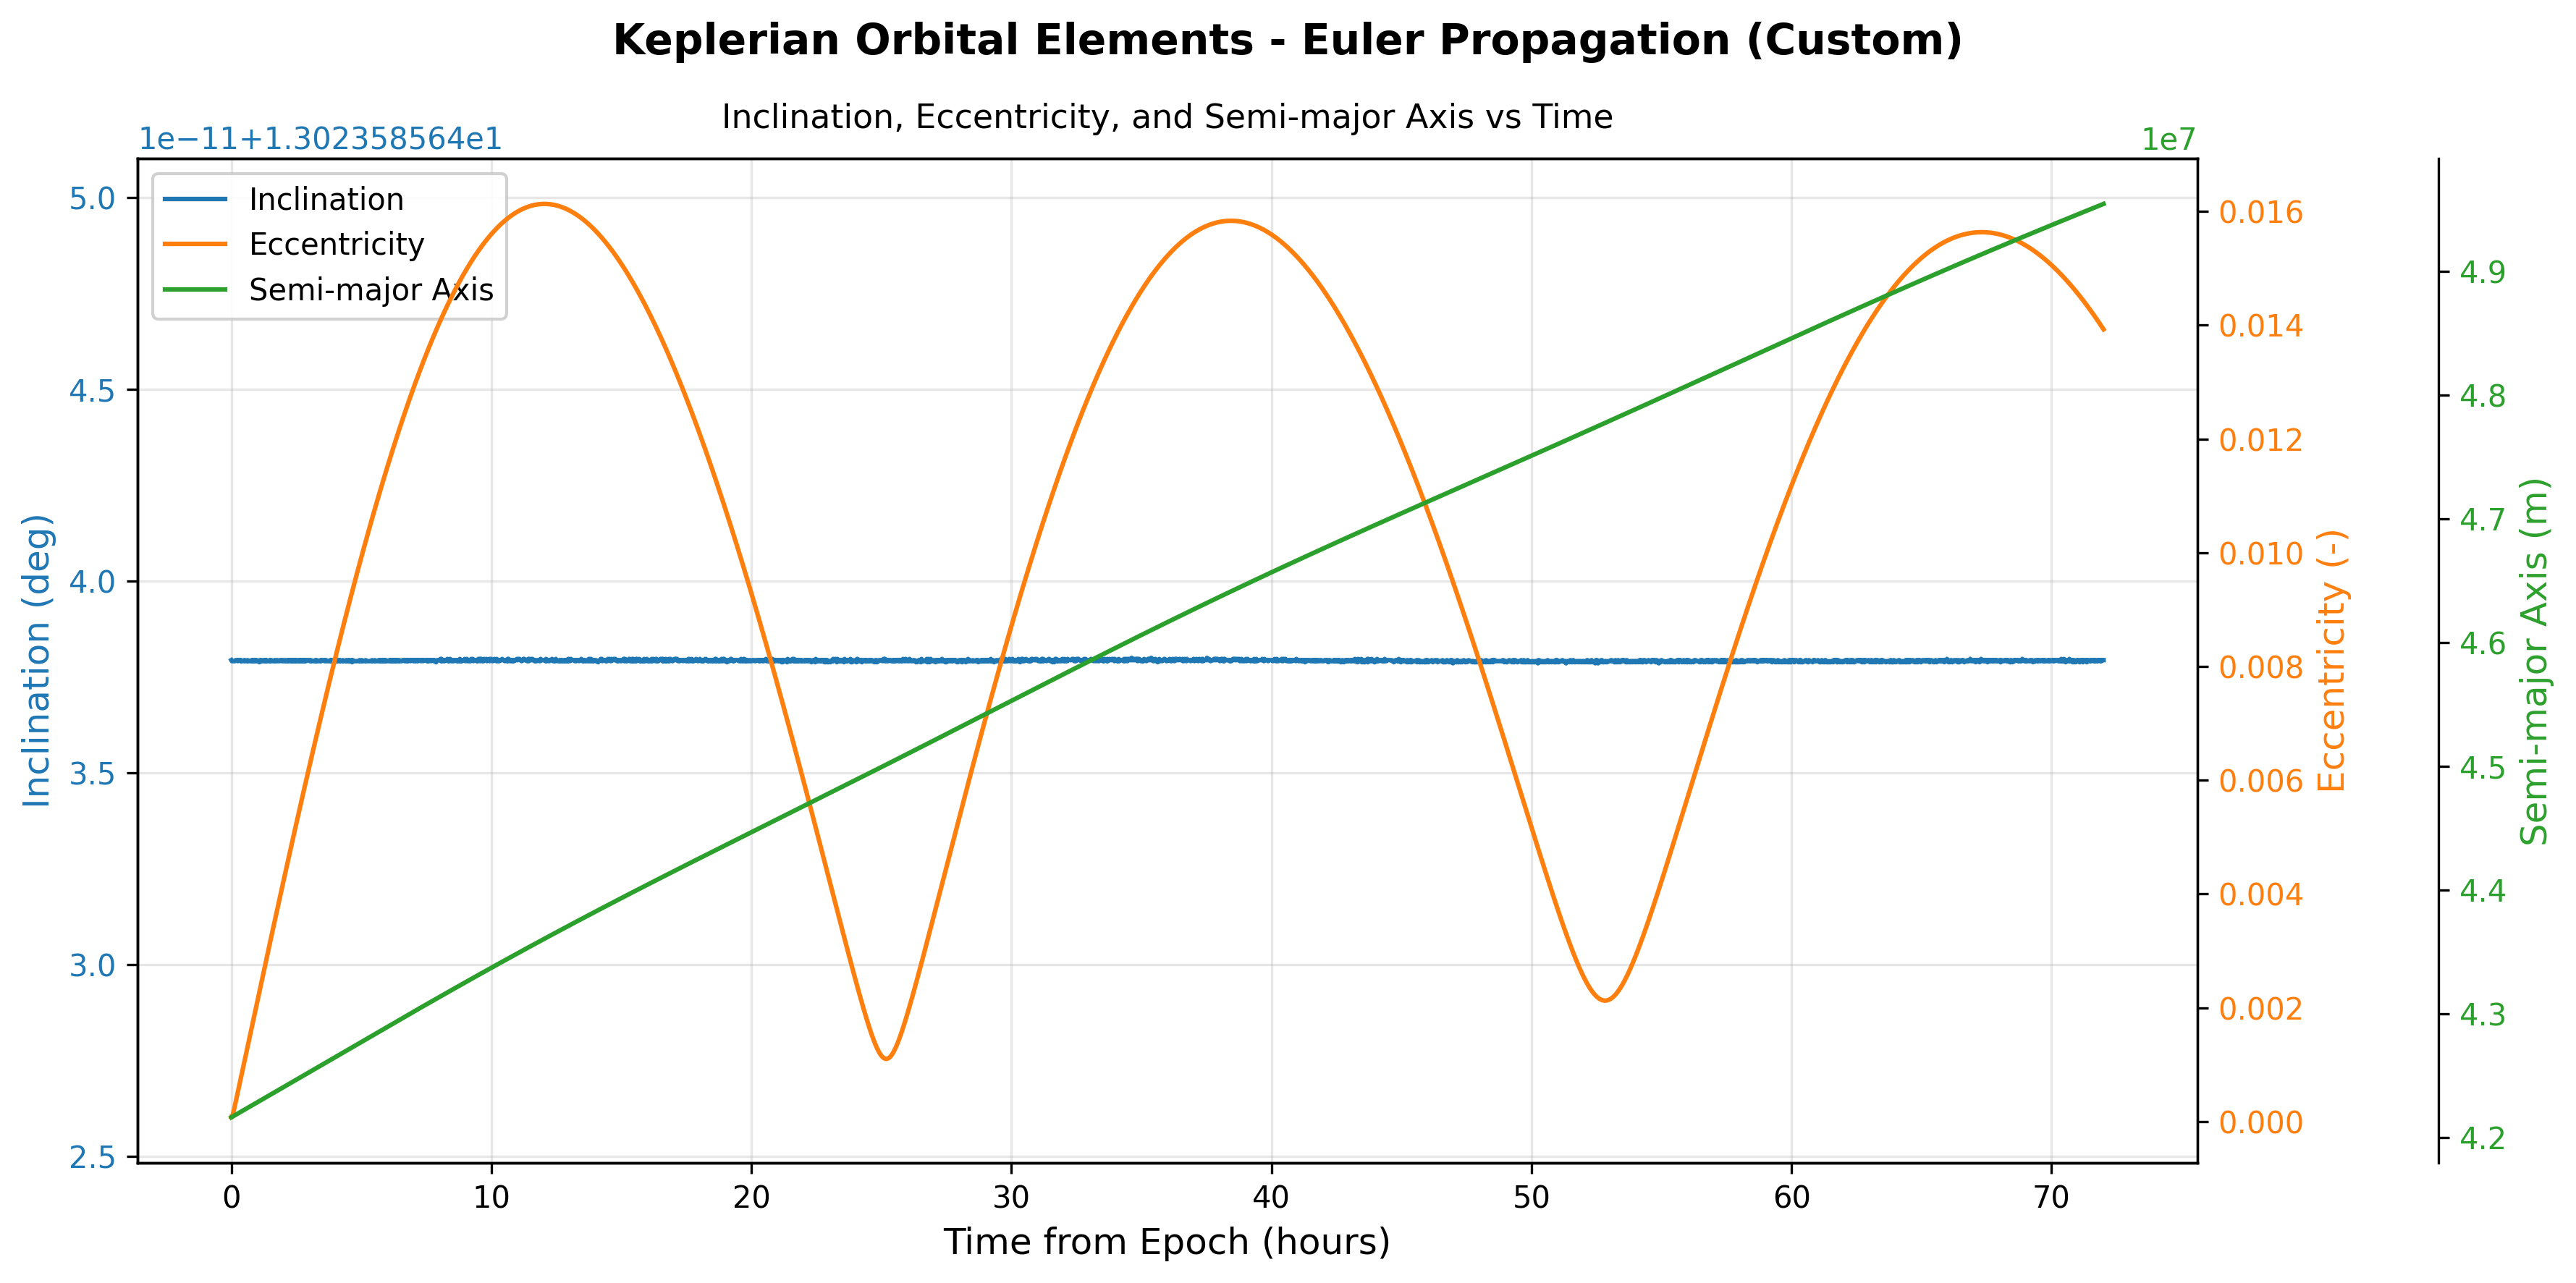 Keplerian Orbital Elements - Euler Propagation (Custom)
Inclination, Eccentricity, and Semi-major Axis vs Time
1e−11+1.302358564e1
1e7
Inclination
Eccentricity
Semi-major Axis
Inclination (deg)
5.0
4.5
4.0
3.5
3.0
2.5
0 10 20 30 40 50 60 70
Time from Epoch (hours)
0.016
0.014
0.012
0.010
0.008
0.006
0.004
0.002
0.000
Eccentricity (-)
4.9
4.8
4.7
4.6
4.5
4.4
4.3
4.2
Semi-major Axis (m)